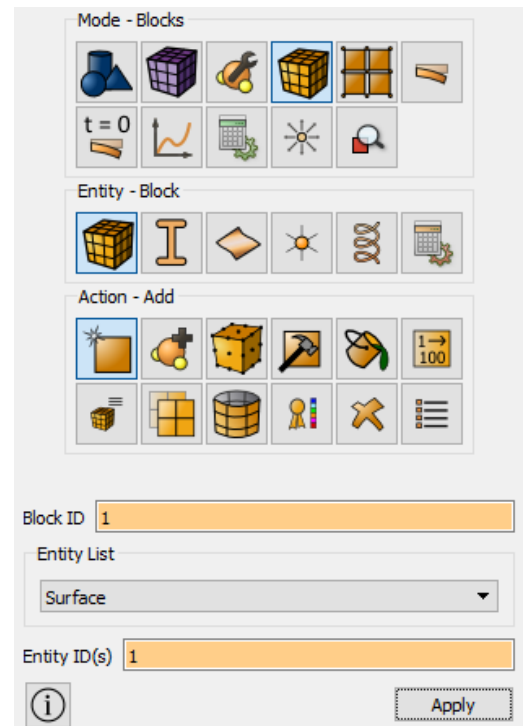 Mode - Blocks
t = 0
Entity - Block
Action - Add
1→
100
Block ID 1
Entity List
Surface
Entity ID(s) 1
i Apply